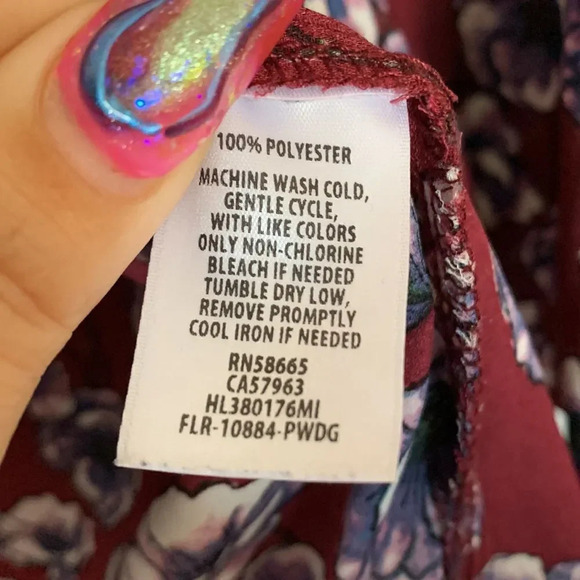 100% POLYESTER
MACHINE WASH COLD,
GENTLE CYCLE,
WITH LIKE COLORS
ONLY NON-CHLORINE
BLEACH IF NEEDED
TUMBLE DRY LOW,
REMOVE PROMPTLY
COOL IRON IF NEEDED
RN58665
CA57963
HL380176MI
FLR-10884-PWDG